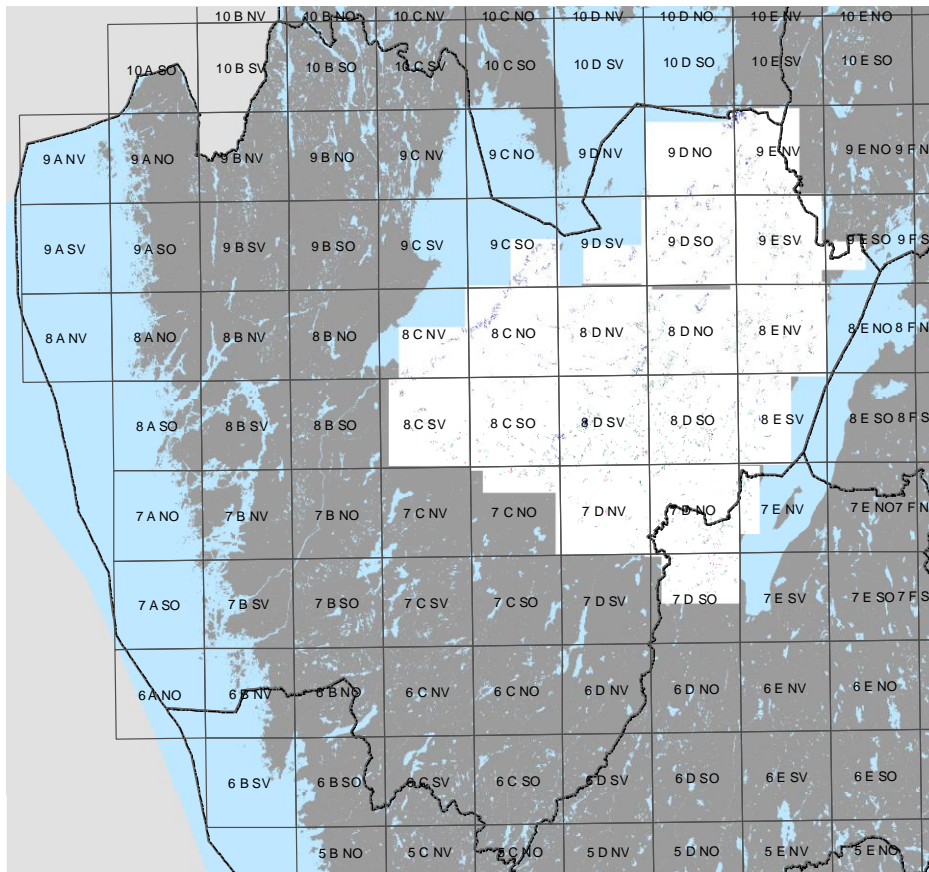 10 B NV 10 B NO 10 C NV 10 C NO 10 D NV 10 D NO 10 E NV 10 E NO
10 A SO 10 B SV 10 B SO 10 C SV 10 C SO 10 D SV 10 D SO 10 E SV 10 E SO
9 A NV 9 A NO 9 B NV 9 B NO 9 C NV 9 C NO 9 D NV 9 D NO 9 E NV 9 E NO 9 F N
9 A SV 9 A SO 9 B SV 9 B SO 9 C SV 9 C SO 9 D SV 9 D SO 9 E SV 9 E SO 9 F S
8 A NV 8 A NO 8 B NV 8 B NO 8 C NV 8 C NO 8 D NV 8 D NO 8 E NV 8 E NO 8 F N
8 A SO 8 B SV 8 B SO 8 C SV 8 C SO 8 D SV 8 D SO 8 E SV 8 E SO 8 F S
7 A NO 7 B NV 7 B NO 7 C NV 7 C NO 7 D NV 7 D NO 7 E NV 7 E NO 7 F N
7 A SO 7 B SV 7 B SO 7 C SV 7 C SO 7 D SV 7 D SO 7 E SV 7 E SO 7 F S
6 A NO 6 B NV 6 B NO 6 C NV 6 C NO 6 D NV 6 D NO 6 E NV 6 E NO
6 B SV 6 B SO 6 C SV 6 C SO 6 D SV 6 D SO 6 E SV 6 E SO
5 B NO 5 C NV 5 C NO 5 D NV 5 D NO 5 E NV 5 E NO